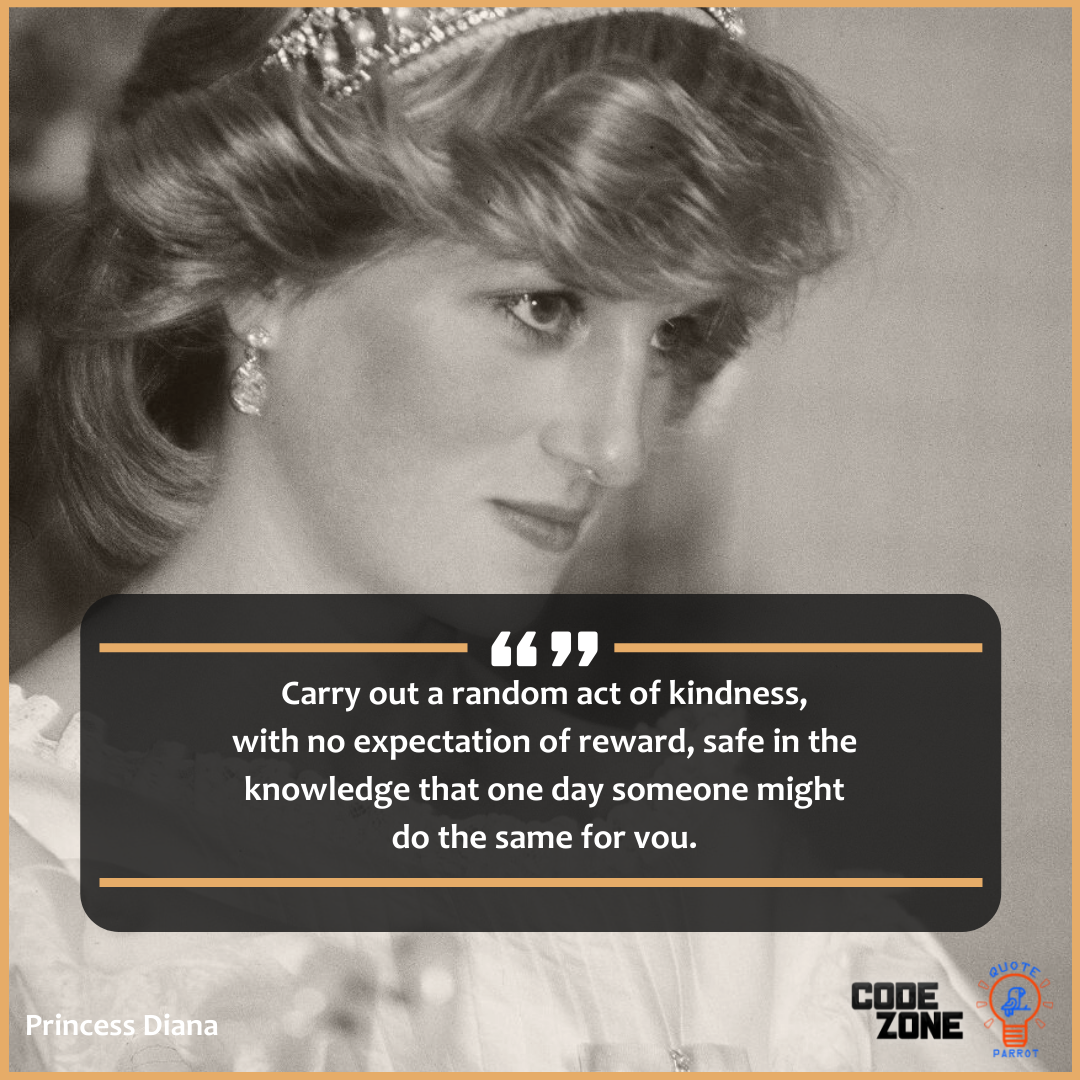 ❝ ❞
Carry out a random act of kindness,
with no expectation of reward, safe in the
knowledge that one day someone might
do the same for you.
Princess Diana
CODE
ZONE
QUOTE
PARROT